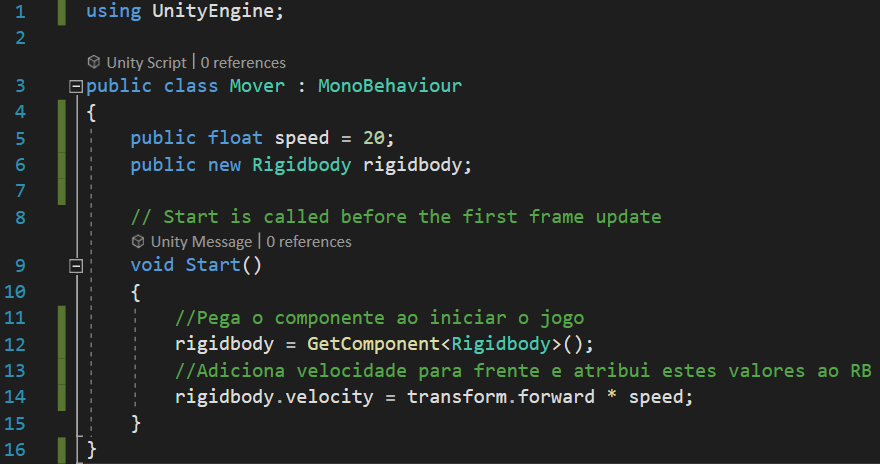 1 using UnityEngine;
2
Unity Script | 0 references
3 public class Mover : MonoBehaviour
4 {
5 public float speed = 20;
6 public new Rigidbody rigidbody;
7
8 // Start is called before the first frame update
Unity Message | 0 references
9 void Start()
10 {
11 //Pega o componente ao iniciar o jogo
12 rigidbody = GetComponent<Rigidbody>();
13 //Adiciona velocidade para frente e atribui estes valores ao RB
14 rigidbody.velocity = transform.forward * speed;
15 }
16 }